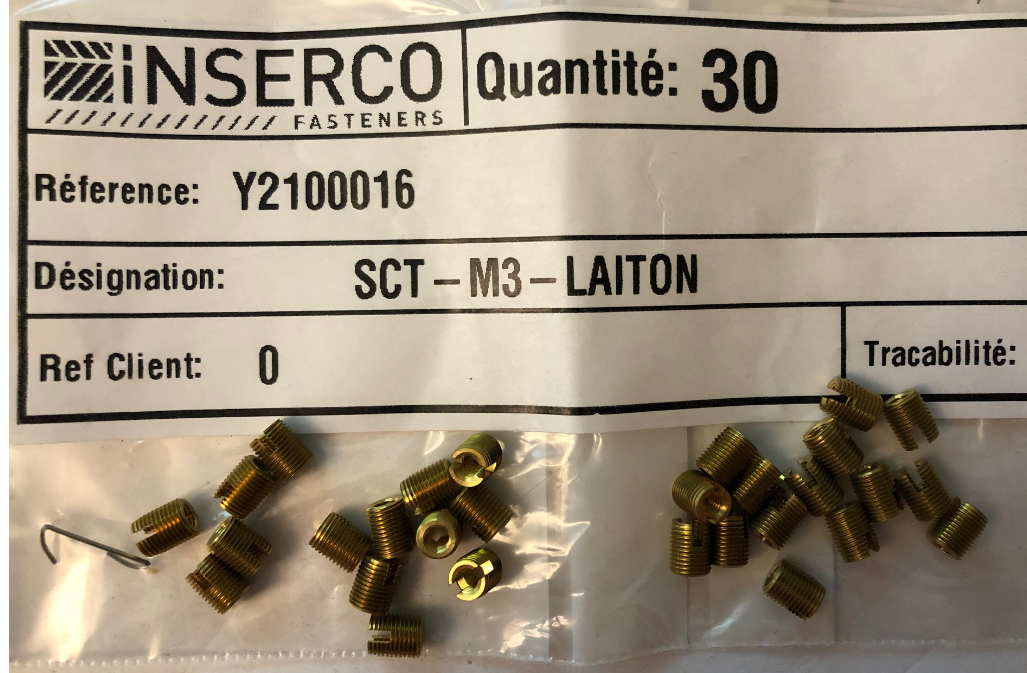 iNSERCO
FASTENERS
Quantité: 30
Réference: Y2100016
Désignation: SCT – M3 – LAITON
Ref Client: 0
Tracabilité: